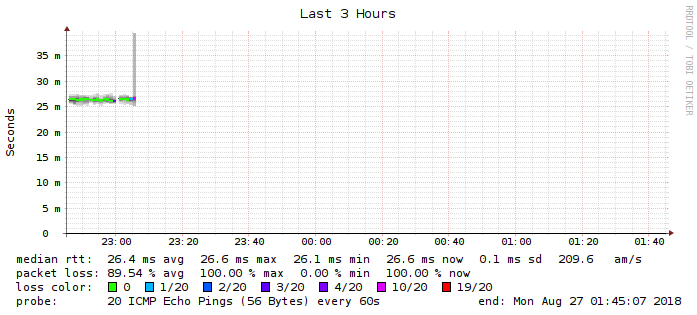 Last 3 Hours
RRDTOOL / TOBI OETIKER
Seconds
35 m
30 m
25 m
20 m
15 m
10 m
5 m
0
23:00 23:20 23:40 00:00 00:20 00:40 01:00 01:20 01:40
median rtt: 26.4 ms avg 26.6 ms max 26.1 ms min 26.6 ms now 0.1 ms sd 209.6 am/s
packet loss: 89.54 % avg 100.00 % max 0.00 % min 100.00 % now
loss color: 0 1/20 2/20 3/20 4/20 10/20 19/20
probe: 20 ICMP Echo Pings (56 Bytes) every 60s end: Mon Aug 27 01:45:07 2018